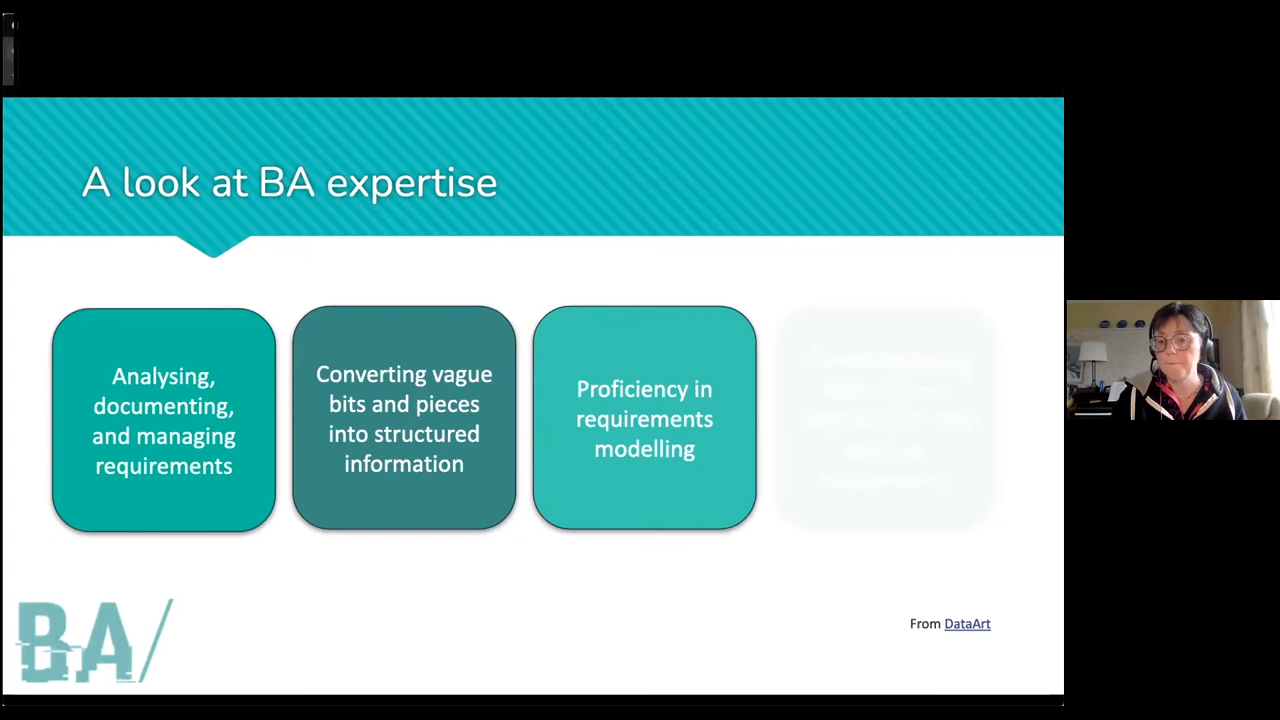 A look at BA expertise
Analysing,
documenting,
and managing
requirements
Converting vague
bits and pieces
into structured
information
Proficiency in
requirements
modelling
From DataArt
BA/